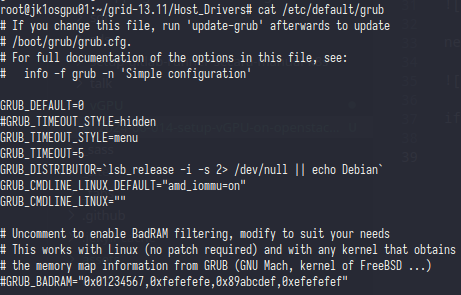 root@jk1osgpu01:~/grid-13.11/Host_Drivers# cat /etc/default/grub
# If you change this file, run 'update-grub' afterwards to update
# /boot/grub/grub.cfg.
# For full documentation of the options in this file, see:
#   info -f grub -n 'Simple configuration'

GRUB_DEFAULT=0
#GRUB_TIMEOUT_STYLE=hidden
GRUB_TIMEOUT_STYLE=menu
GRUB_TIMEOUT=5
GRUB_DISTRIBUTOR=`lsb_release -i -s 2> /dev/null || echo Debian`
GRUB_CMDLINE_LINUX_DEFAULT="amd_iommu=on"
GRUB_CMDLINE_LINUX=""
.github

# Uncomment to enable BadRAM filtering, modify to suit your needs
# This works with Linux (no patch required) and with any kernel that obtains
# the memory map information from GRUB (GNU Mach, kernel of FreeBSD ...)
#GRUB_BADRAM="0x01234567,0xfefefefe,0x89abcdef,0xefefefef"